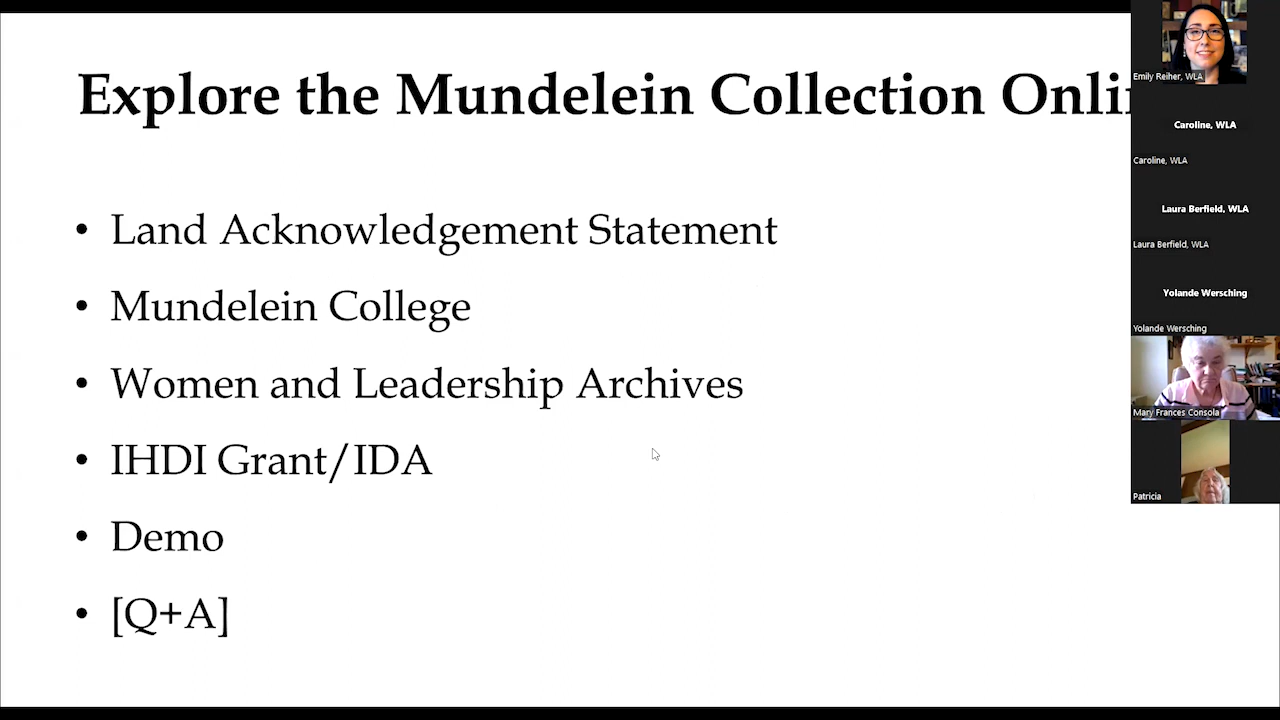 Explore the Mundelein Collection Onli
• Land Acknowledgement Statement
• Mundelein College
• Women and Leadership Archives
• IHDI Grant/IDA
• Demo
• [Q+A]
Emily Reiher, WLA
Caroline, WLA
Caroline, WLA
Laura Berfield, WLA
Laura Berfield, WLA
Yolande Wersching
Yolande Wersching
Mary Frances Consola
Patricia